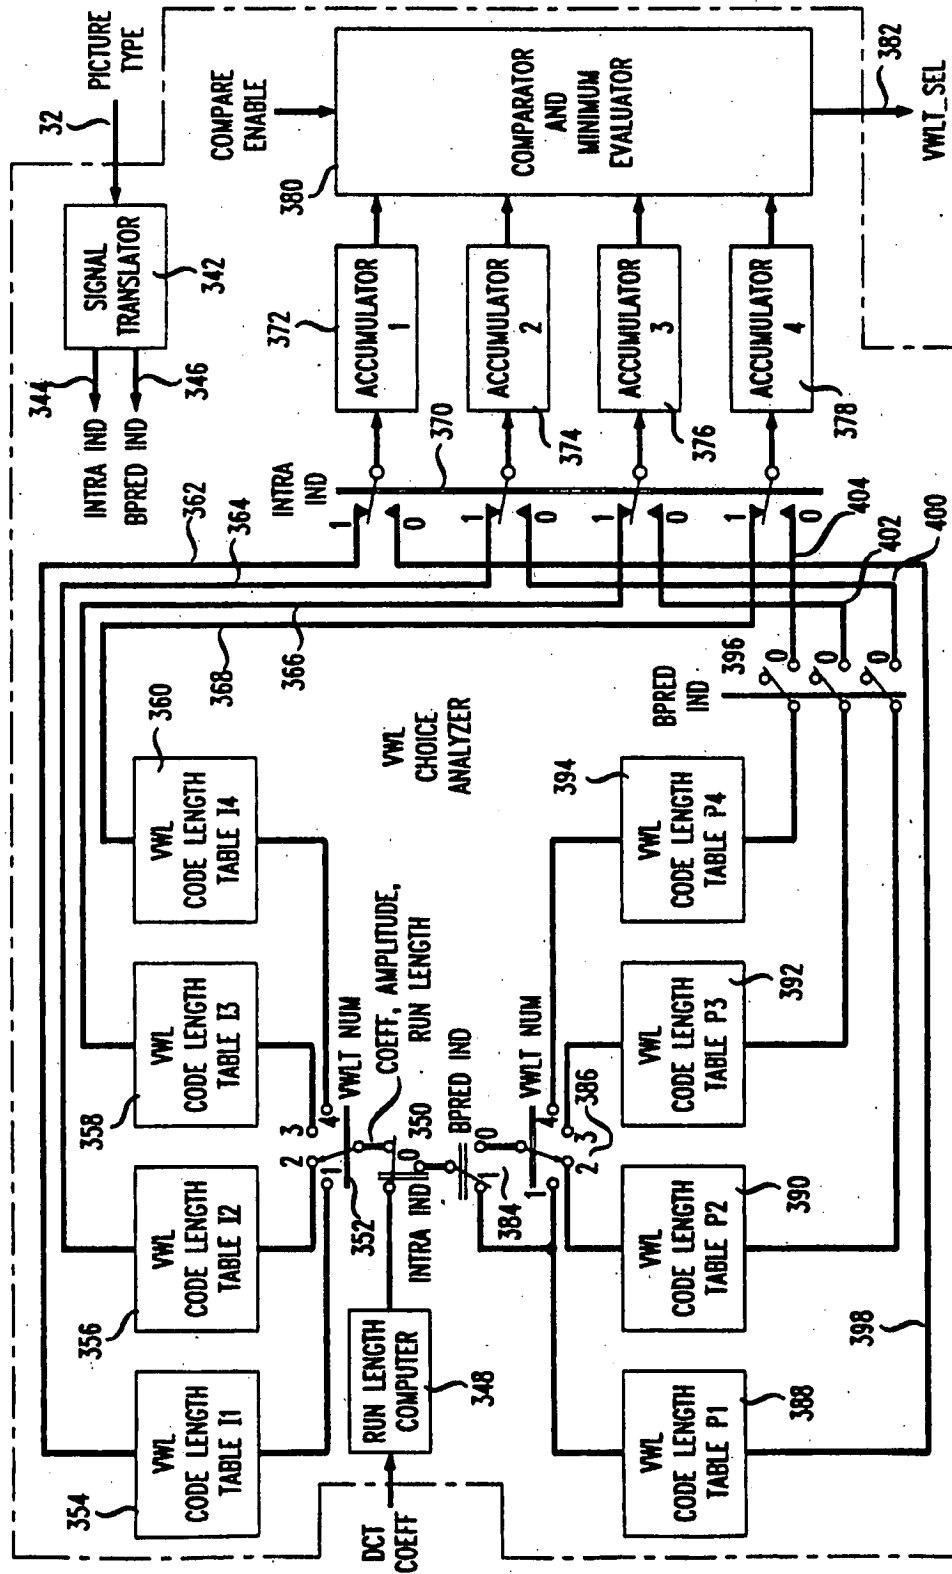 354
VWL
CODE LENGTH
TABLE I1
356
VWL
CODE LENGTH
TABLE I2
358
VWL
CODE LENGTH
TABLE I3
360
VWL
CODE LENGTH
TABLE I4
362
364
368
366
INTRA IND
344
BPRED IND
346
SIGNAL
TRANSLATOR
342
32
PICTURE
TYPE
1
2
3
4
VWLT NUM
352
COEFF, AMPLITUDE,
RUN LENGTH
DCT
COEFF
RUN LENGTH
COMPUTER
348
INTRA IND
0
350
BPRED IND
1
0
384
VWLT NUM
1
2
3
4
386
VWL
CHOICE
ANALYZER
INTRA
IND
370
1
0
1
0
1
0
1
0
372
ACCUMULATOR
1
ACCUMULATOR
2
374
ACCUMULATOR
3
376
ACCUMULATOR
4
378
COMPARE
ENABLE
380
COMPARATOR
AND
MINIMUM
EVALUATOR
382
VWLT_SEL
VWL
CODE LENGTH
TABLE P1
388
VWL
CODE LENGTH
TABLE P2
390
VWL
CODE LENGTH
TABLE P3
392
VWL
CODE LENGTH
TABLE P4
394
BPRED
IND
396
0
0
0
398
404
402
400